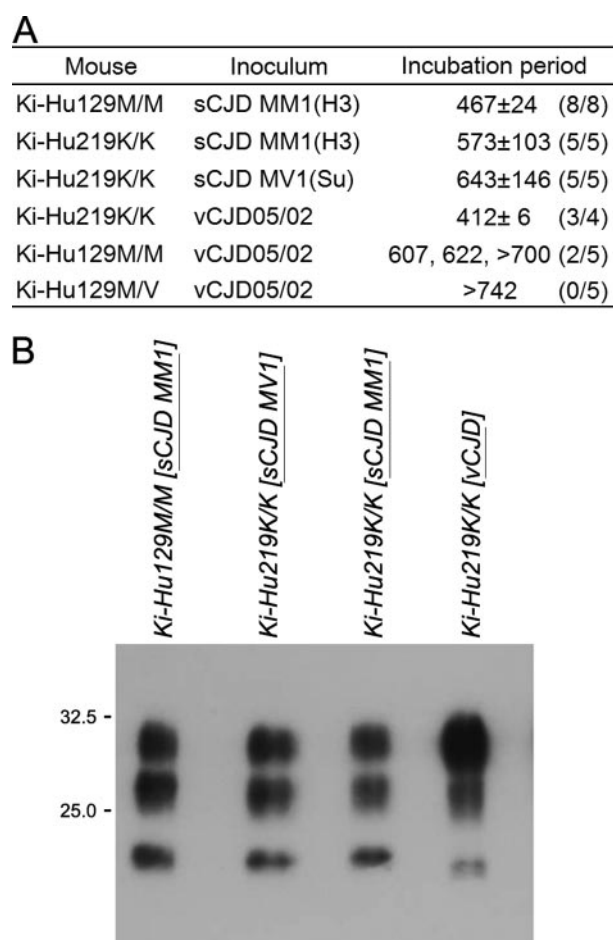 A
Mouse Inoculum Incubation period
Ki-Hu129M/M sCJD MM1(H3) 467±24 (8/8)
Ki-Hu219K/K sCJD MM1(H3) 573±103 (5/5)
Ki-Hu219K/K sCJD MV1(Su) 643±146 (5/5)
Ki-Hu219K/K vCJD05/02 412± 6 (3/4)
Ki-Hu129M/M vCJD05/02 607, 622, >700 (2/5)
Ki-Hu129M/V vCJD05/02 >742 (0/5)
B
Ki-Hu129M/M [sCJD MM1]
Ki-Hu219K/K [sCJD MV1]
Ki-Hu219K/K [sCJD MM1]
Ki-Hu219K/K [vCJD]
32.5 -
25.0 -